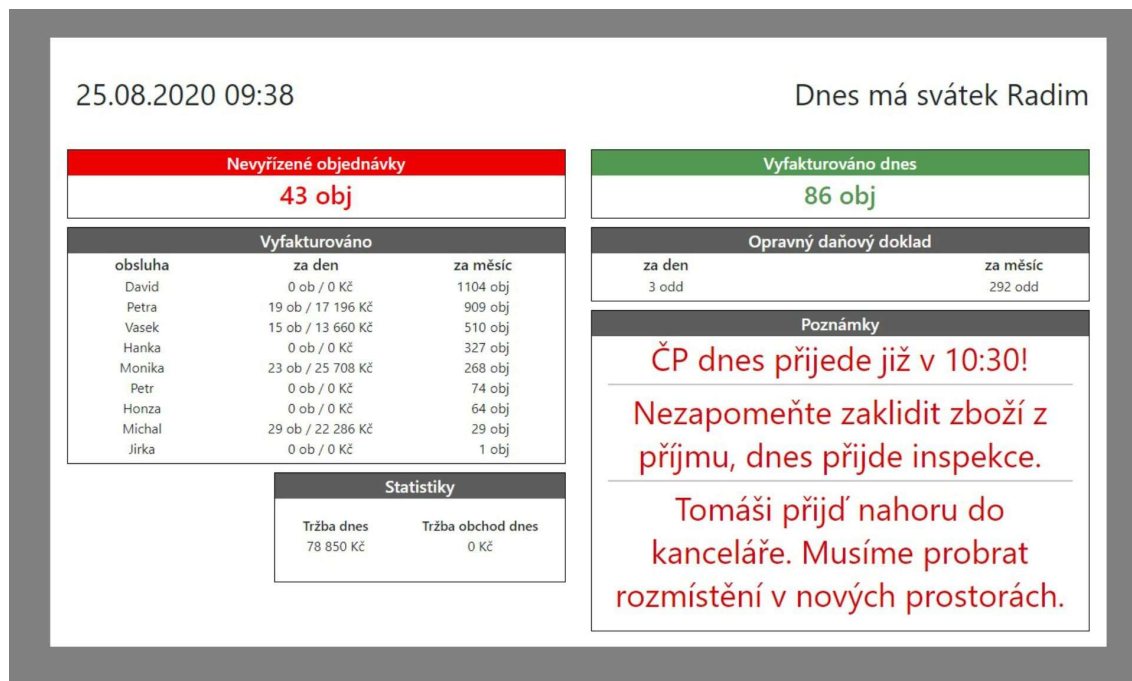 25.08.2020 09:38
Dnes má svátek Radim
Nevyřízené objednávky
43 obj
Vyfakturováno
obsluha za den za měsíc
David 0 ob / 0 Kč 1104 obj
Petra 19 ob / 17 196 Kč 909 obj
Vasek 15 ob / 13 660 Kč 510 obj
Hanka 0 ob / 0 Kč 327 obj
Monika 23 ob / 25 708 Kč 268 obj
Petr 0 ob / 0 Kč 74 obj
Honza 0 ob / 0 Kč 64 obj
Michal 29 ob / 22 286 Kč 29 obj
Jirka 0 ob / 0 Kč 1 obj
Statistiky
Tržba dnes Tržba obchod dnes
78 850 Kč 0 Kč
Vyfakturováno dnes
86 obj
Opravný daňový doklad
za den za měsíc
3 odd 292 odd
Poznámky
ČP dnes přijede již v 10:30!
Nezapomeňte zaklidit zboží z
příjmu, dnes přijde inspekce.
Tomáši přijď nahoru do
kanceláře. Musíme probrat
rozmístění v nových prostorách.